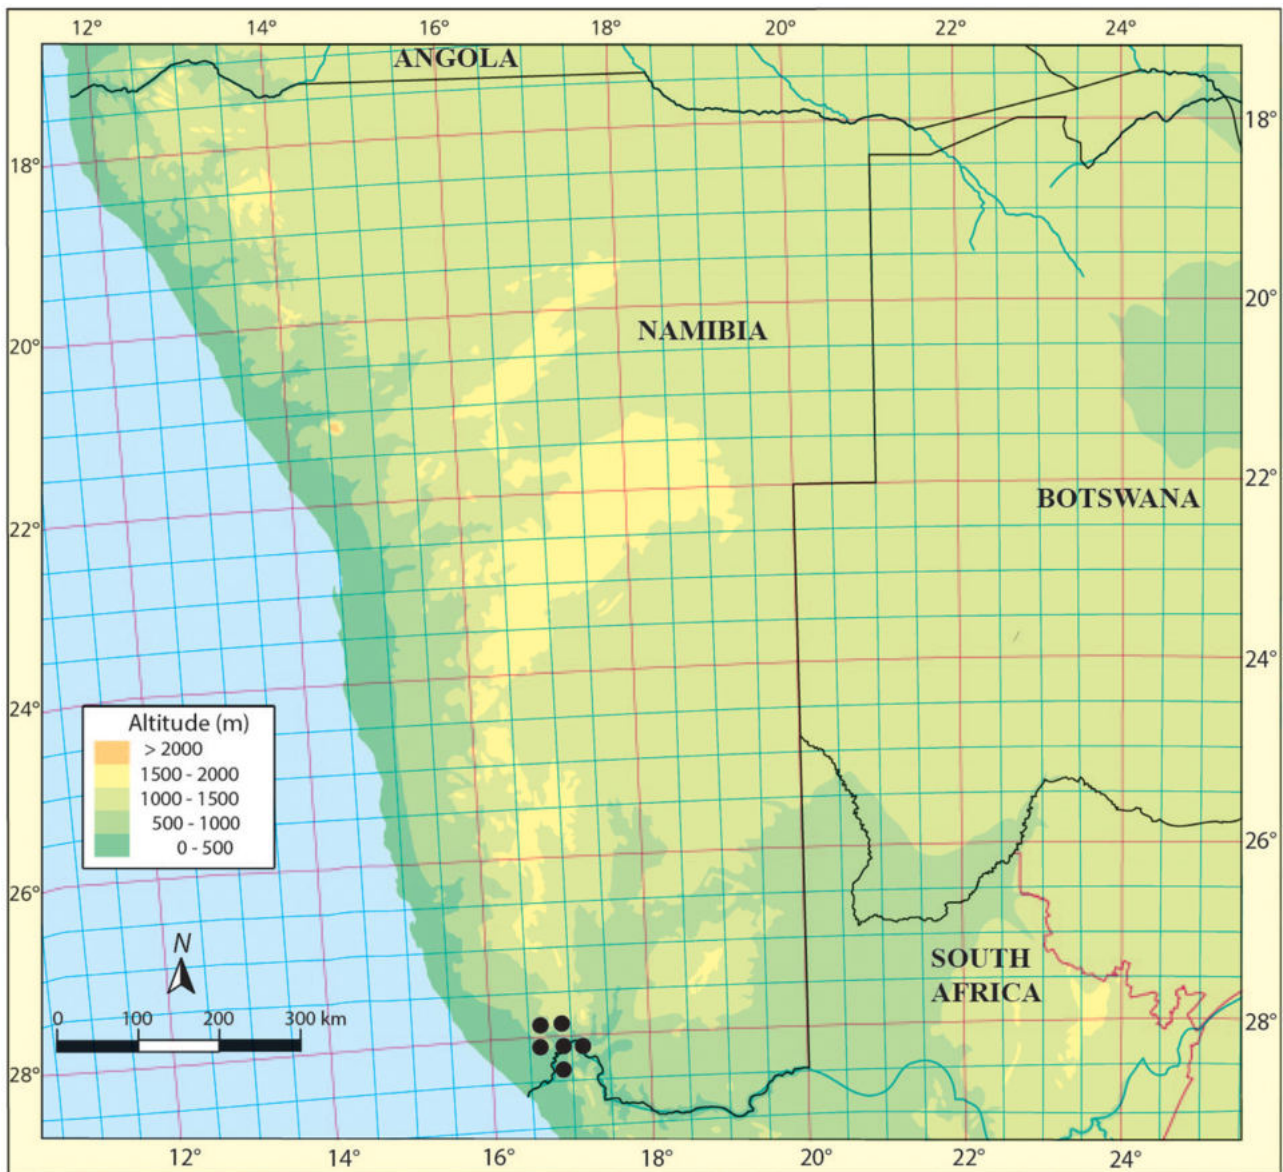 12° 14° 16° 18° 20° 22° 24°
ANGOLA
18° 18°
20°
NAMIBIA
20°
22°
BOTSWANA
22°
24°
24°
Altitude (m)
> 2000
1500 - 2000
1000 - 1500
500 - 1000
0 - 500
26°
26°
N
SOUTH
AFRICA
0 100 200 300 km
28°
28°
12° 14° 16° 18° 20° 22° 24°